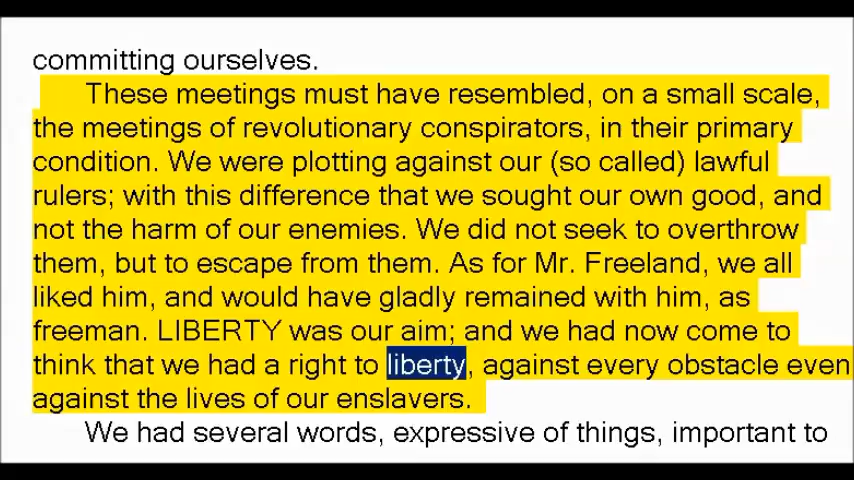 committing ourselves.
These meetings must have resembled, on a small scale,
the meetings of revolutionary conspirators, in their primary
condition. We were plotting against our (so called) lawful
rulers; with this difference that we sought our own good, and
not the harm of our enemies. We did not seek to overthrow
them, but to escape from them. As for Mr. Freeland, we all
liked him, and would have gladly remained with him, as
freeman. LIBERTY was our aim; and we had now come to
think that we had a right to liberty, against every obstacle even
against the lives of our enslavers.
We had several words, expressive of things, important to